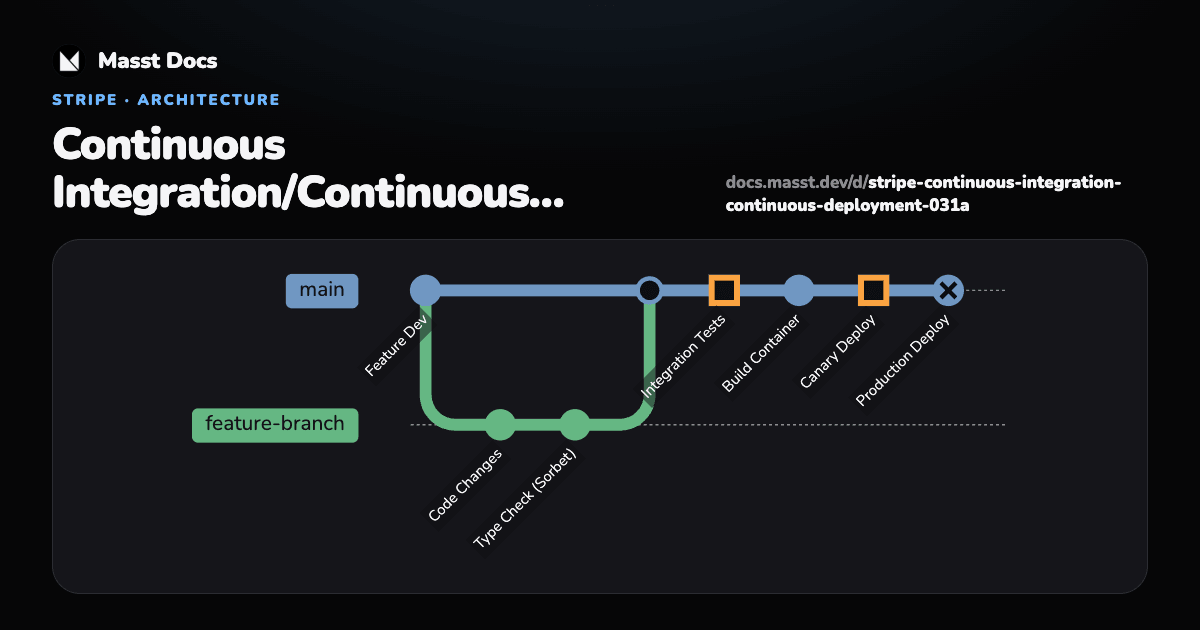 Masst Docs
STRIPE · ARCHITECTURE
Continuous
Integration/Continuous...
docs.masst.dev/d/stripe-continuous-integration-
continuous-deployment-031a
main
Feature Dev
Integration Tests
Build Container
Canary Deploy
Production Deploy
feature-branch
Code Changes
Type Check (Sorbet)